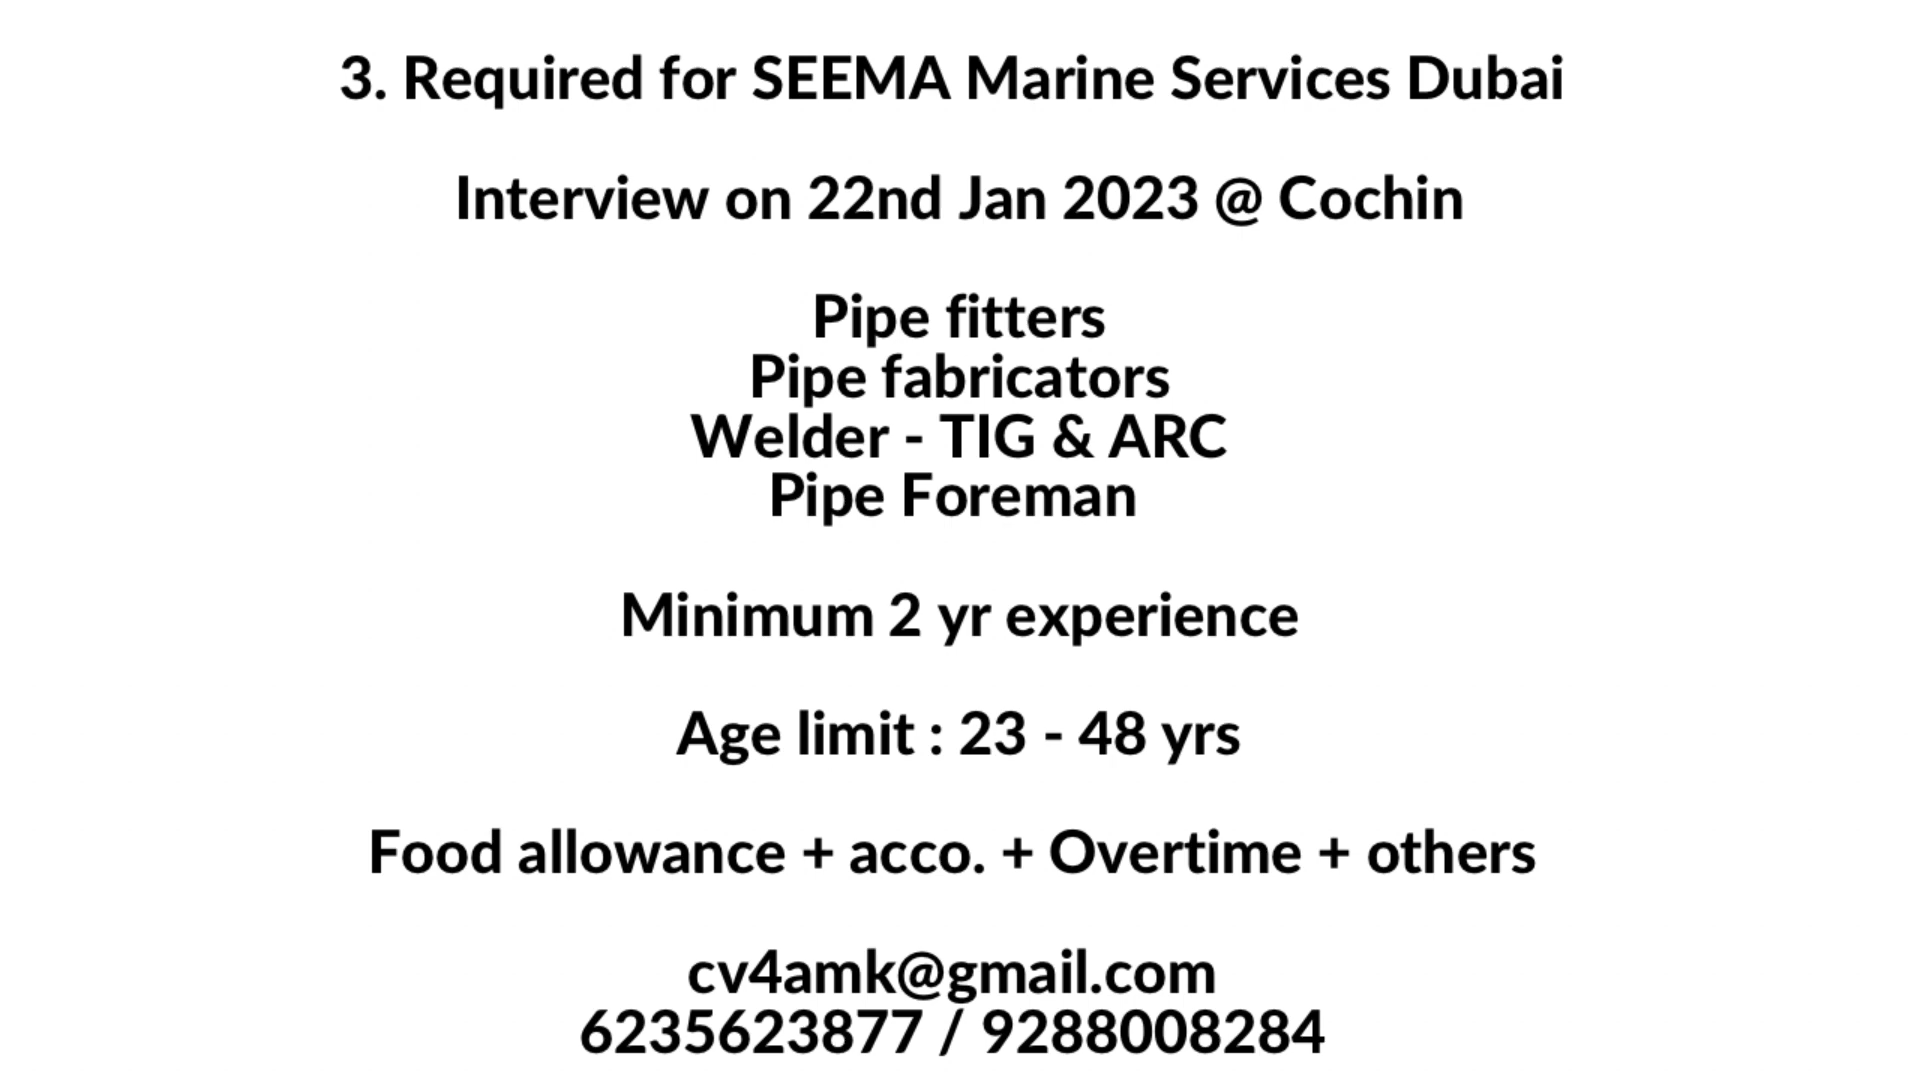 3. Required for SEEMA Marine Services Dubai
Interview on 22nd Jan 2023 @ Cochin
Pipe fitters
Pipe fabricators
Welder - TIG & ARC
Pipe Foreman
Minimum 2 yr experience
Age limit : 23 - 48 yrs
Food allowance + acco. + Overtime + others
cv4amk@gmail.com
6235623877 / 9288008284